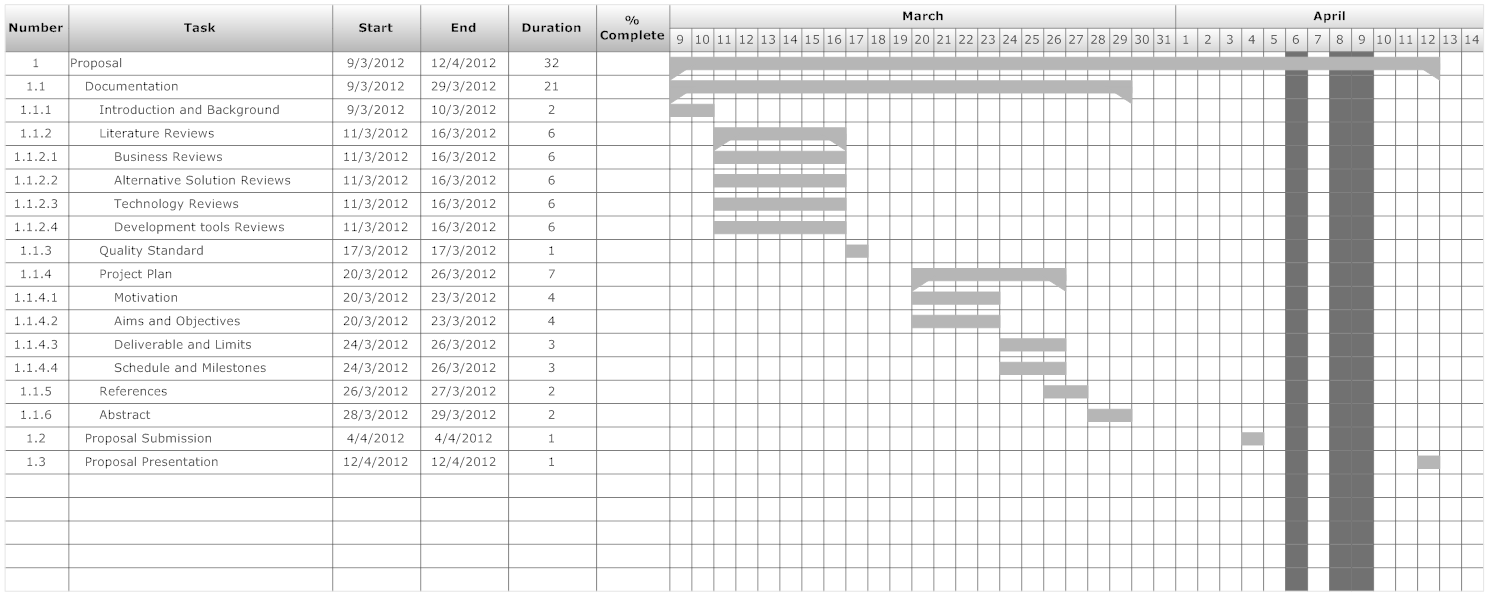 March April
Number Task Start End Duration % Complete
9 10 11 12 13 14 15 16 17 18 19 20 21 22 23 24 25 26 27 28 29 30 31 1 2 3 4 5 6 7 8 9 10 11 12 13 14
1 Proposal 9/3/2012 12/4/2012 32
1.1 Documentation 9/3/2012 29/3/2012 21
1.1.1 Introduction and Background 9/3/2012 10/3/2012 2
1.1.2 Literature Reviews 11/3/2012 16/3/2012 6
1.1.2.1 Business Reviews 11/3/2012 16/3/2012 6
1.1.2.2 Alternative Solution Reviews 11/3/2012 16/3/2012 6
1.1.2.3 Technology Reviews 11/3/2012 16/3/2012 6
1.1.2.4 Development tools Reviews 11/3/2012 16/3/2012 6
1.1.3 Quality Standard 17/3/2012 17/3/2012 1
1.1.4 Project Plan 20/3/2012 26/3/2012 7
1.1.4.1 Motivation 20/3/2012 23/3/2012 4
1.1.4.2 Aims and Objectives 20/3/2012 23/3/2012 4
1.1.4.3 Deliverable and Limits 24/3/2012 26/3/2012 3
1.1.4.4 Schedule and Milestones 24/3/2012 26/3/2012 3
1.1.5 References 26/3/2012 27/3/2012 2
1.1.6 Abstract 28/3/2012 29/3/2012 2
1.2 Proposal Submission 4/4/2012 4/4/2012 1
1.3 Proposal Presentation 12/4/2012 12/4/2012 1